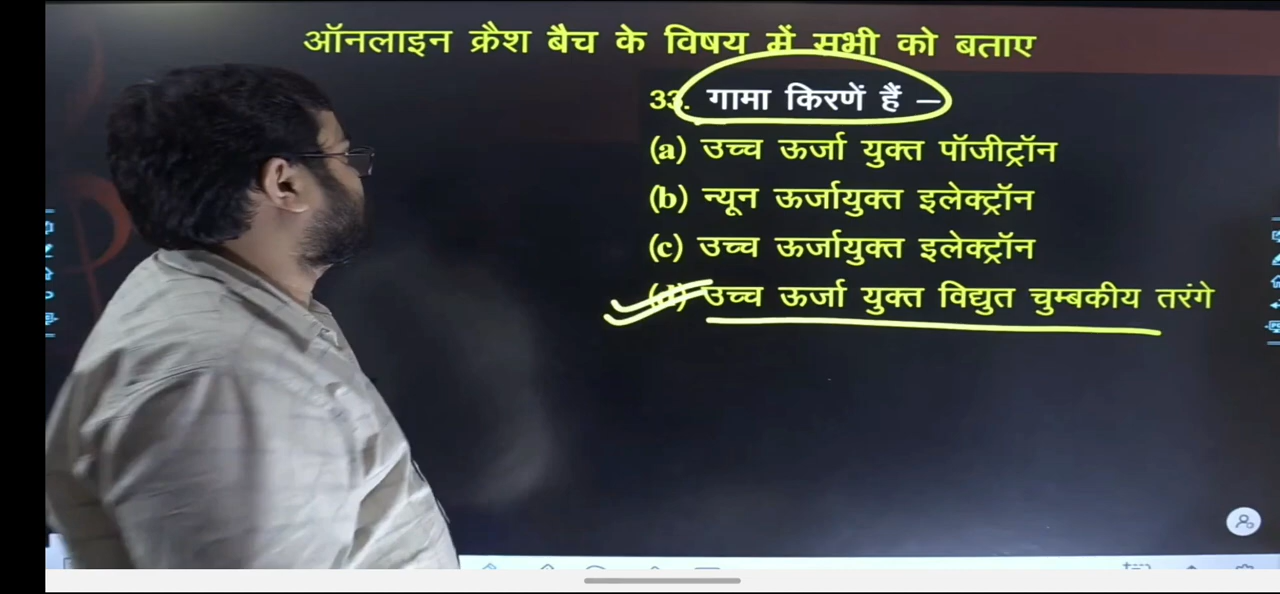 ऑनलाइन क्रैश बैच के विषय में सभी को बताए
33. गामा किरणें हैं –
(a) उच्च ऊर्जा युक्त पॉजीट्रॉन
(b) न्यून ऊर्जायुक्त इलेक्ट्रॉन
(c) उच्च ऊर्जायुक्त इलेक्ट्रॉन
(d) उच्च ऊर्जा युक्त विद्युत चुम्बकीय तरंगे